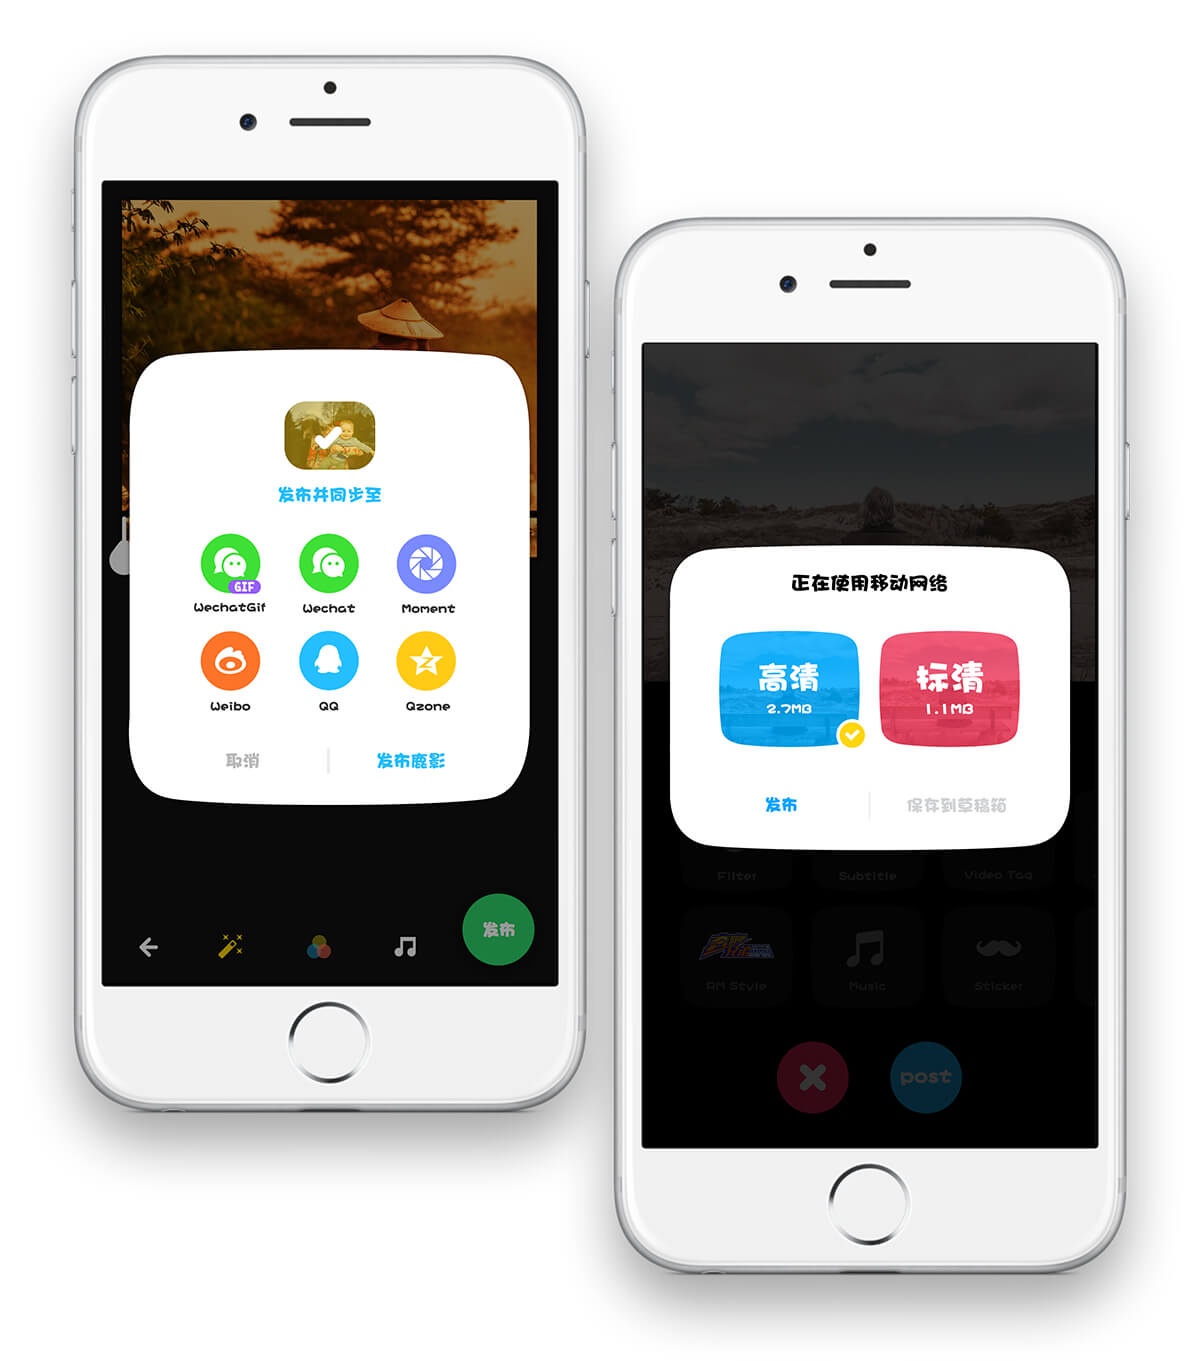 发布并同步至
GIF
WechatGif
Wechat
Moment
Weibo
QQ
Qzone
取消
发布鹿影
发布
正在使用移动网络
高清
2.7MB
标清
1.1MB
发布
保存到草稿箱
Filter
Subtitle
Video Tag
AM Style
Music
Sticker
post